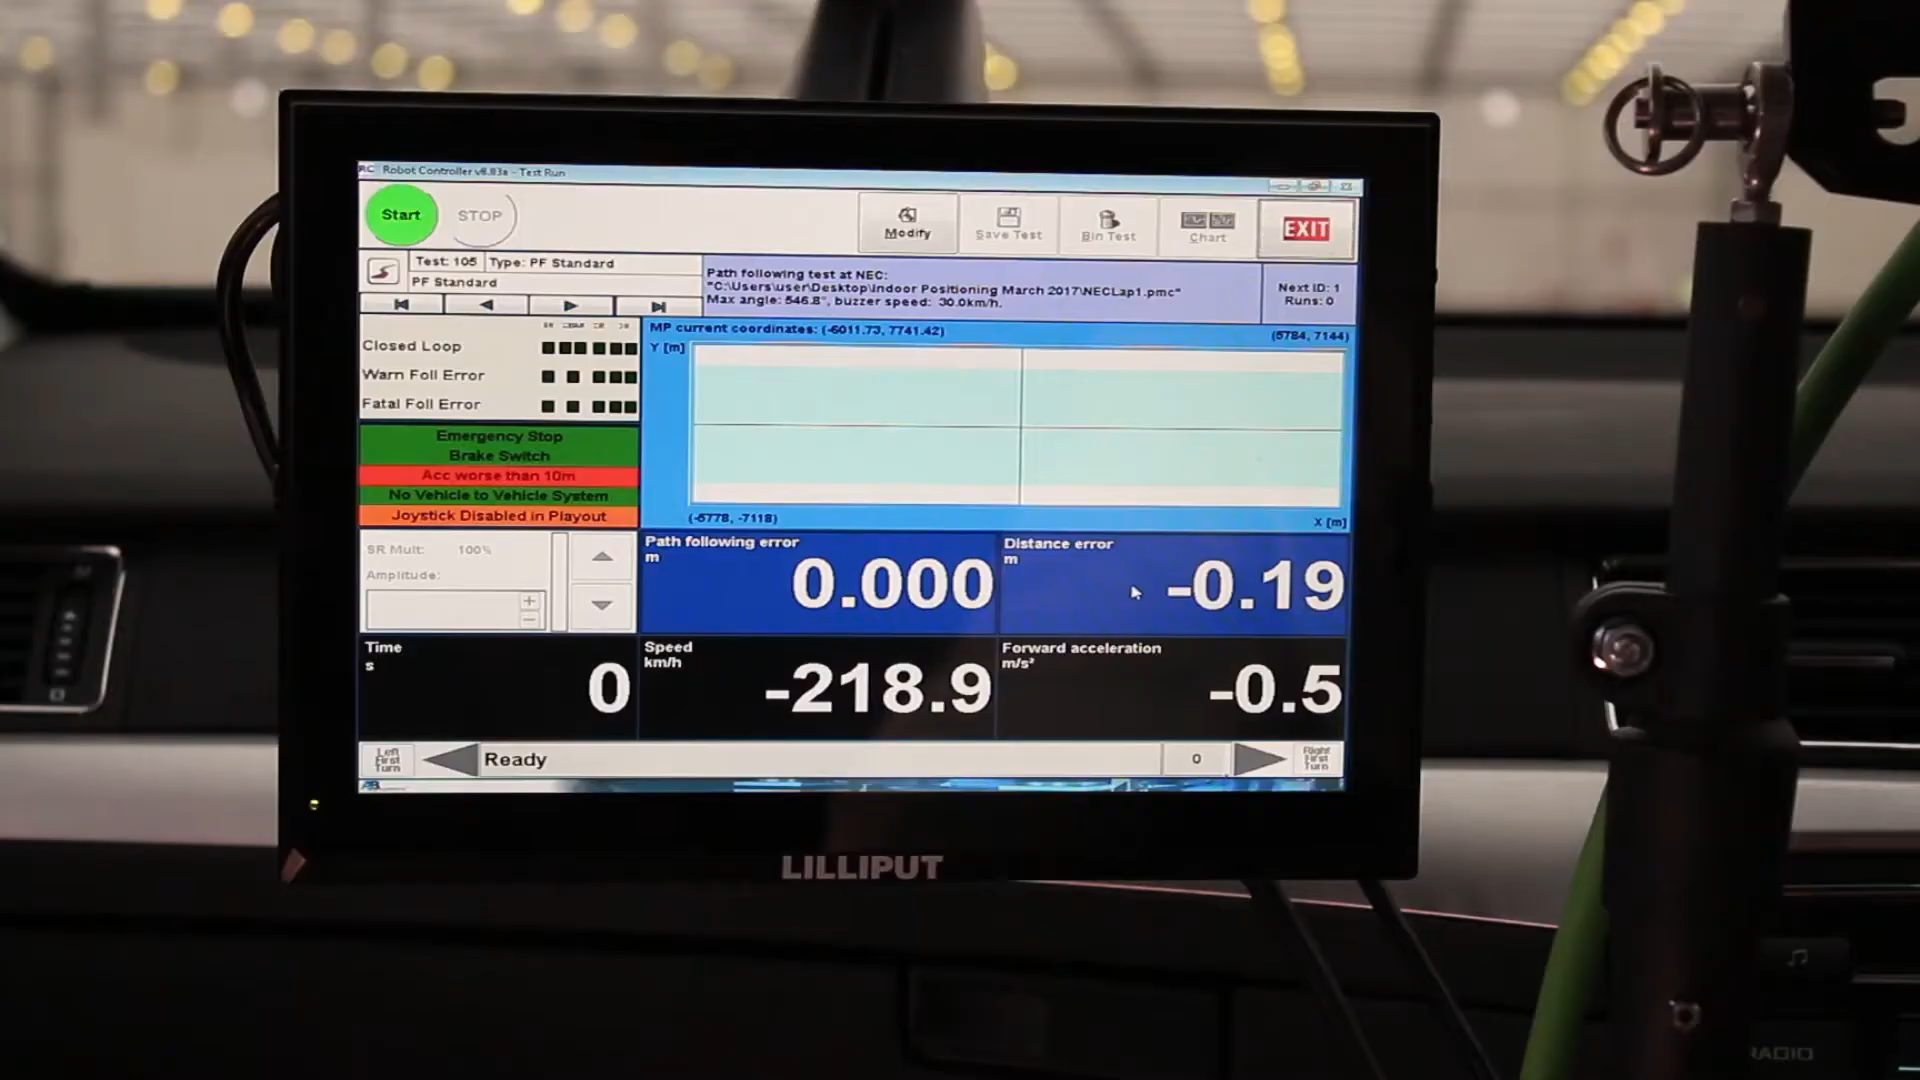 Robot Controller v8.83a - Test Run
Start
STOP
Modify
Save Test
Bin Test
Chart
EXIT
Test: 105
Type: PF Standard
PF Standard
Path following test at NEC:
"C:\Users\user\Desktop\Indoor Positioning March 2017\NECLap1.pmc"
Max angle: 546.8°, buzzer speed: 30.0km/h.
Next ID: 1
Runs: 0
Closed Loop
Warn Foll Error
Fatal Foll Error
MP current coordinates: (-6011.73, 7741.42)
(5784, 7144)
Y [m]
Emergency Stop
Brake Switch
Acc worse than 10m
No Vehicle to Vehicle System
Joystick Disabled in Playout
(-5778, -7118)
X [m]
SR Mult: 100%
Amplitude:
Path following error
m
0.000
Distance error
m
-0.19
Time
s
0
Speed
km/h
-218.9
Forward acceleration
m/s²
-0.5
Left First Turn
Ready
0
Right First Turn
LILLIPUT
RADIO